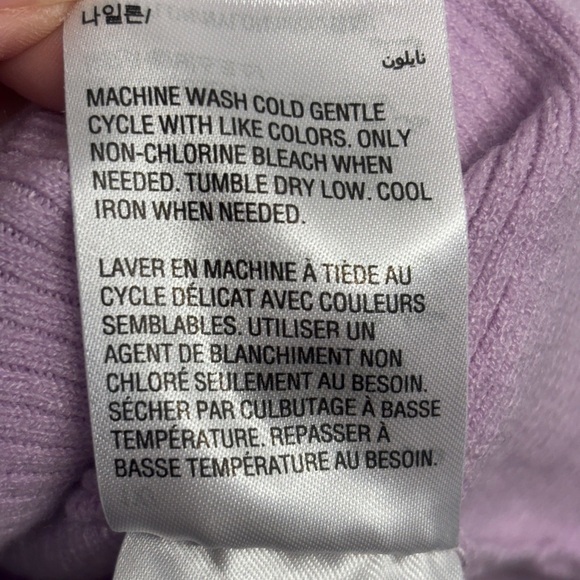 나일론/
نايلون
MACHINE WASH COLD GENTLE
CYCLE WITH LIKE COLORS. ONLY
NON-CHLORINE BLEACH WHEN
NEEDED. TUMBLE DRY LOW. COOL
IRON WHEN NEEDED.
LAVER EN MACHINE À TIÈDE AU
CYCLE DÉLICAT AVEC COULEURS
SEMBLABLES. UTILISER UN
AGENT DE BLANCHIMENT NON
CHLORÉ SEULEMENT AU BESOIN.
SÉCHER PAR CULBUTAGE À BASSE
TEMPÉRATURE. REPASSER À
BASSE TEMPÉRATURE AU BESOIN.